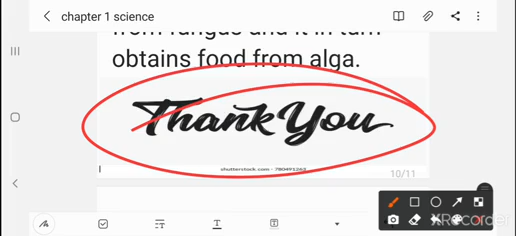 chapter 1 science
from fungus and it in turn
obtains food from alga.
Thank You
shutterstock.com ·
10/11
XRECORDER